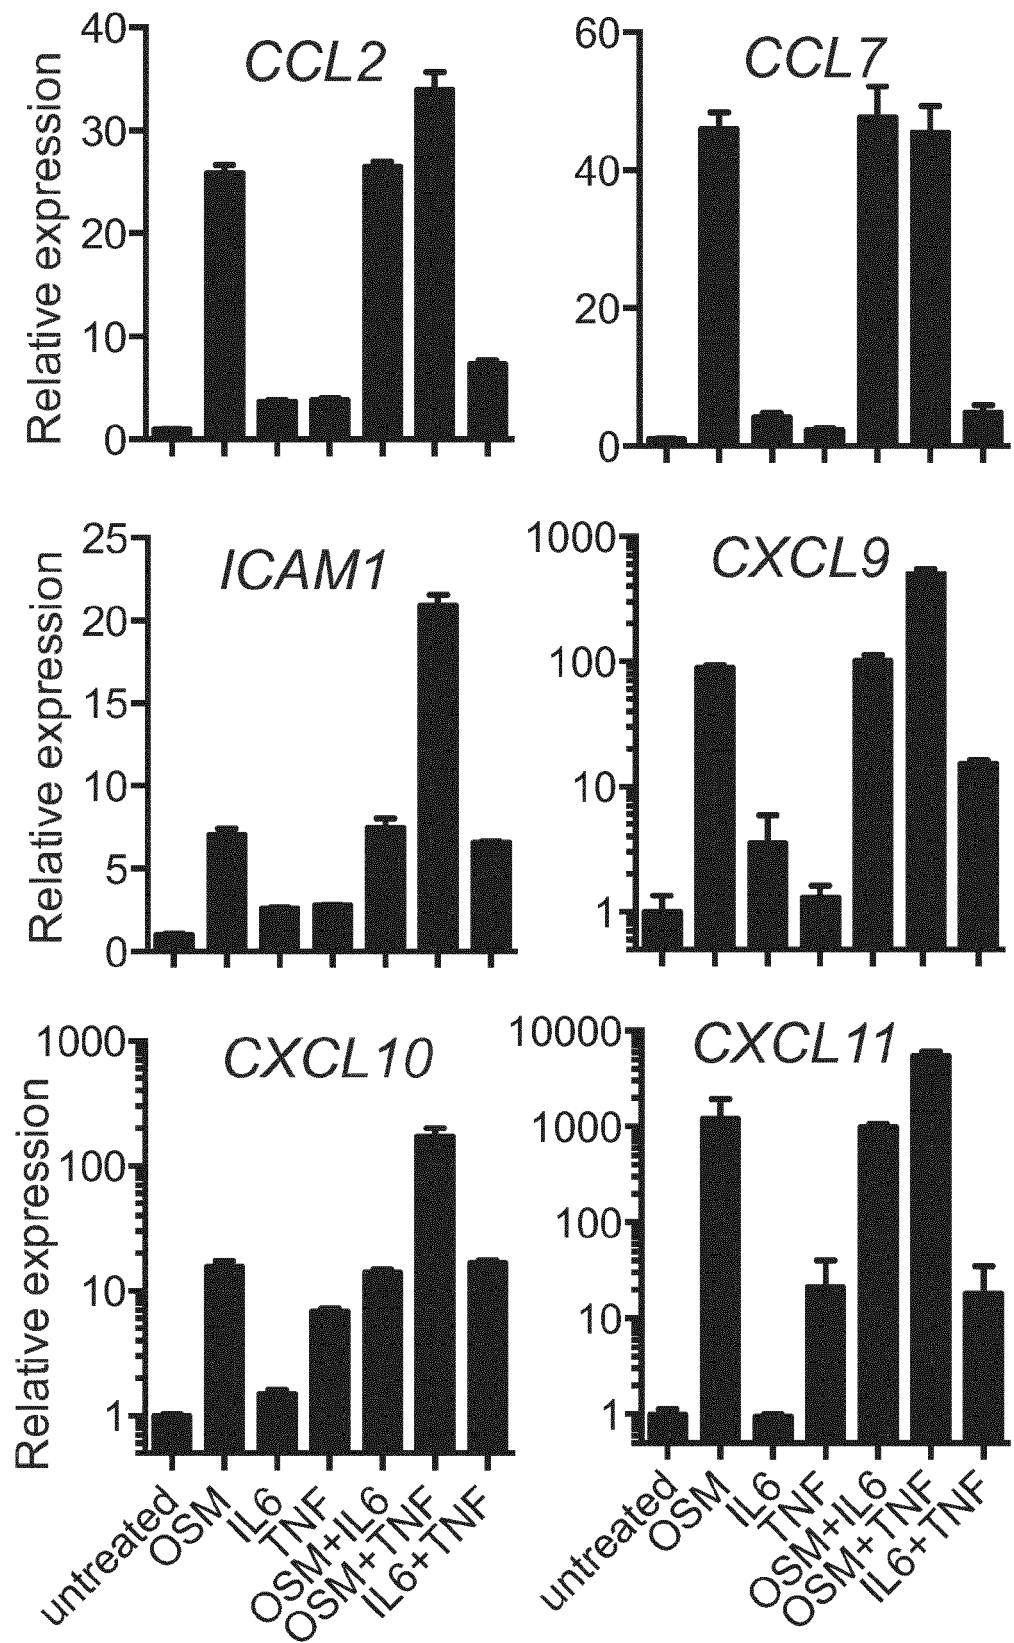 CCL2
Relative expression
40
30
20
10
0
CCL7
60
40
20
0
ICAM1
Relative expression
25
20
15
10
5
0
CXCL9
1000
100
10
1
CXCL10
Relative expression
1000
100
10
1
CXCL11
10000
1000
100
10
1
untreated
OSM
IL6
TNF
OSM+IL6
OSM+TNF
IL6+TNF
untreated
OSM
IL6
TNF
OSM+IL6
OSM+TNF
IL6+TNF